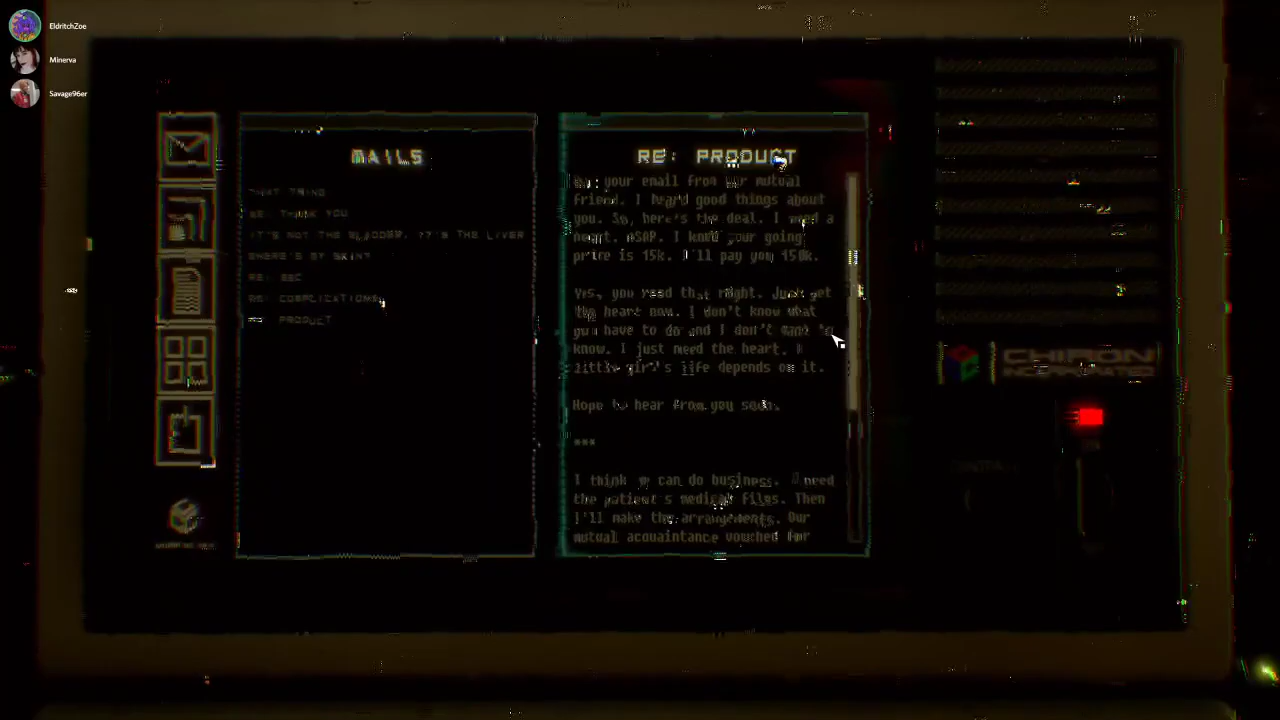 EldritchZoe
Minerva
Savage96er
MAILS
THAT THING
RE: THANK YOU
IT'S NOT THE BLADDER, IT'S THE LIVER
WHERE'S MY
RE:
RE: COMPLICATIONS
RE: PRODUCT
RE: PRODUCT
your email from our mutual
friend. I heard good things about
you. So, here's the deal. I need a
heart. ASAP. I know your going
price is 15k. I'll pay you 150k.
Yes, you read that right. Just get
the heart now. I don't know what
you have to do and I don't want to
know. I just need the heart. A
little girl's life depends on it.
Hope to hear from you soon.
***
I think we can do business. I need
the patient's medical files. Then
I'll make the arrangements. Our
mutual acquaintance vouched for
CHIRON
INCORPORATED